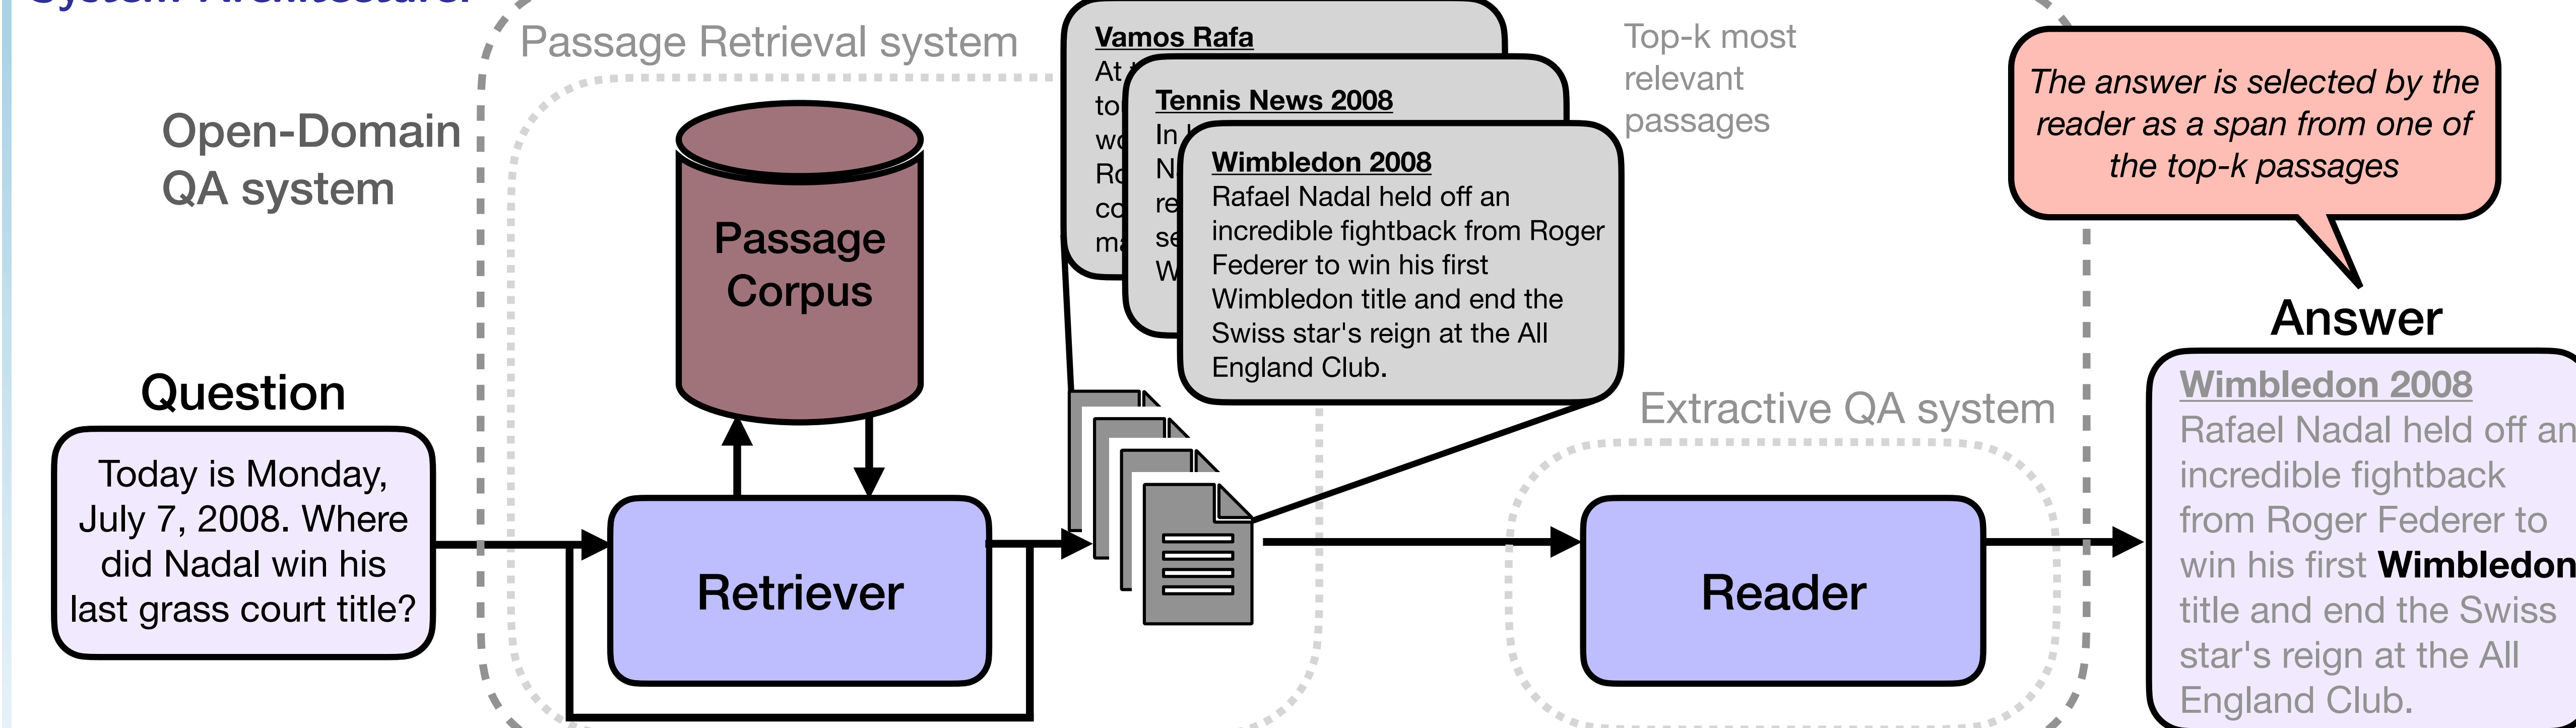 System Architecture:
Passage Retrieval system
Open-Domain
QA system
Passage
Corpus
Vamos Rafa
At
Tennis News 2008
In
Wimbledon 2008
Rafael Nadal held off an
incredible fightback from Roger
Federer to win his first
Wimbledon title and end the
Swiss star's reign at the All
England Club.
Top-k most
relevant
passages
The answer is selected by the
reader as a span from one of
the top-k passages
Question
Today is Monday,
July 7, 2008. Where
did Nadal win his
last grass court title?
Retriever
Extractive QA system
Reader
Answer
Wimbledon 2008
Rafael Nadal held off an
incredible fightback
from Roger Federer to
win his first Wimbledon
title and end the Swiss
star's reign at the All
England Club.